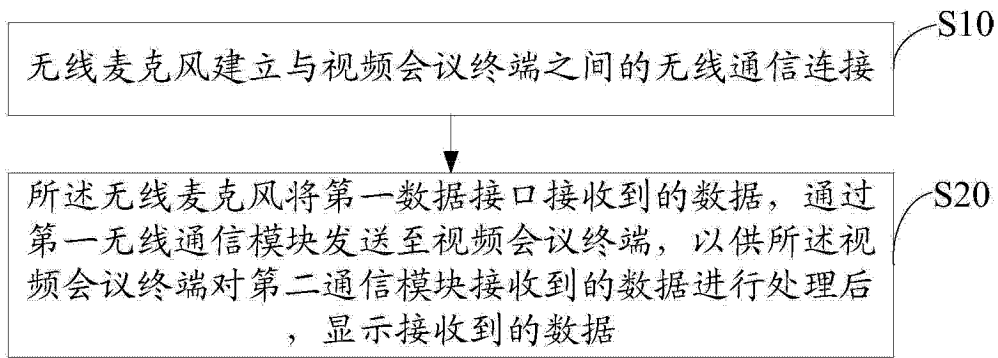 S10
无线麦克风建立与视频会议终端之间的无线通信连接
S20
所述无线麦克风将第一数据接口接收到的数据，通过
第一无线通信模块发送至视频会议终端，以供所述视
频会议终端对第二通信模块接收到的数据进行处理后
，显示接收到的数据